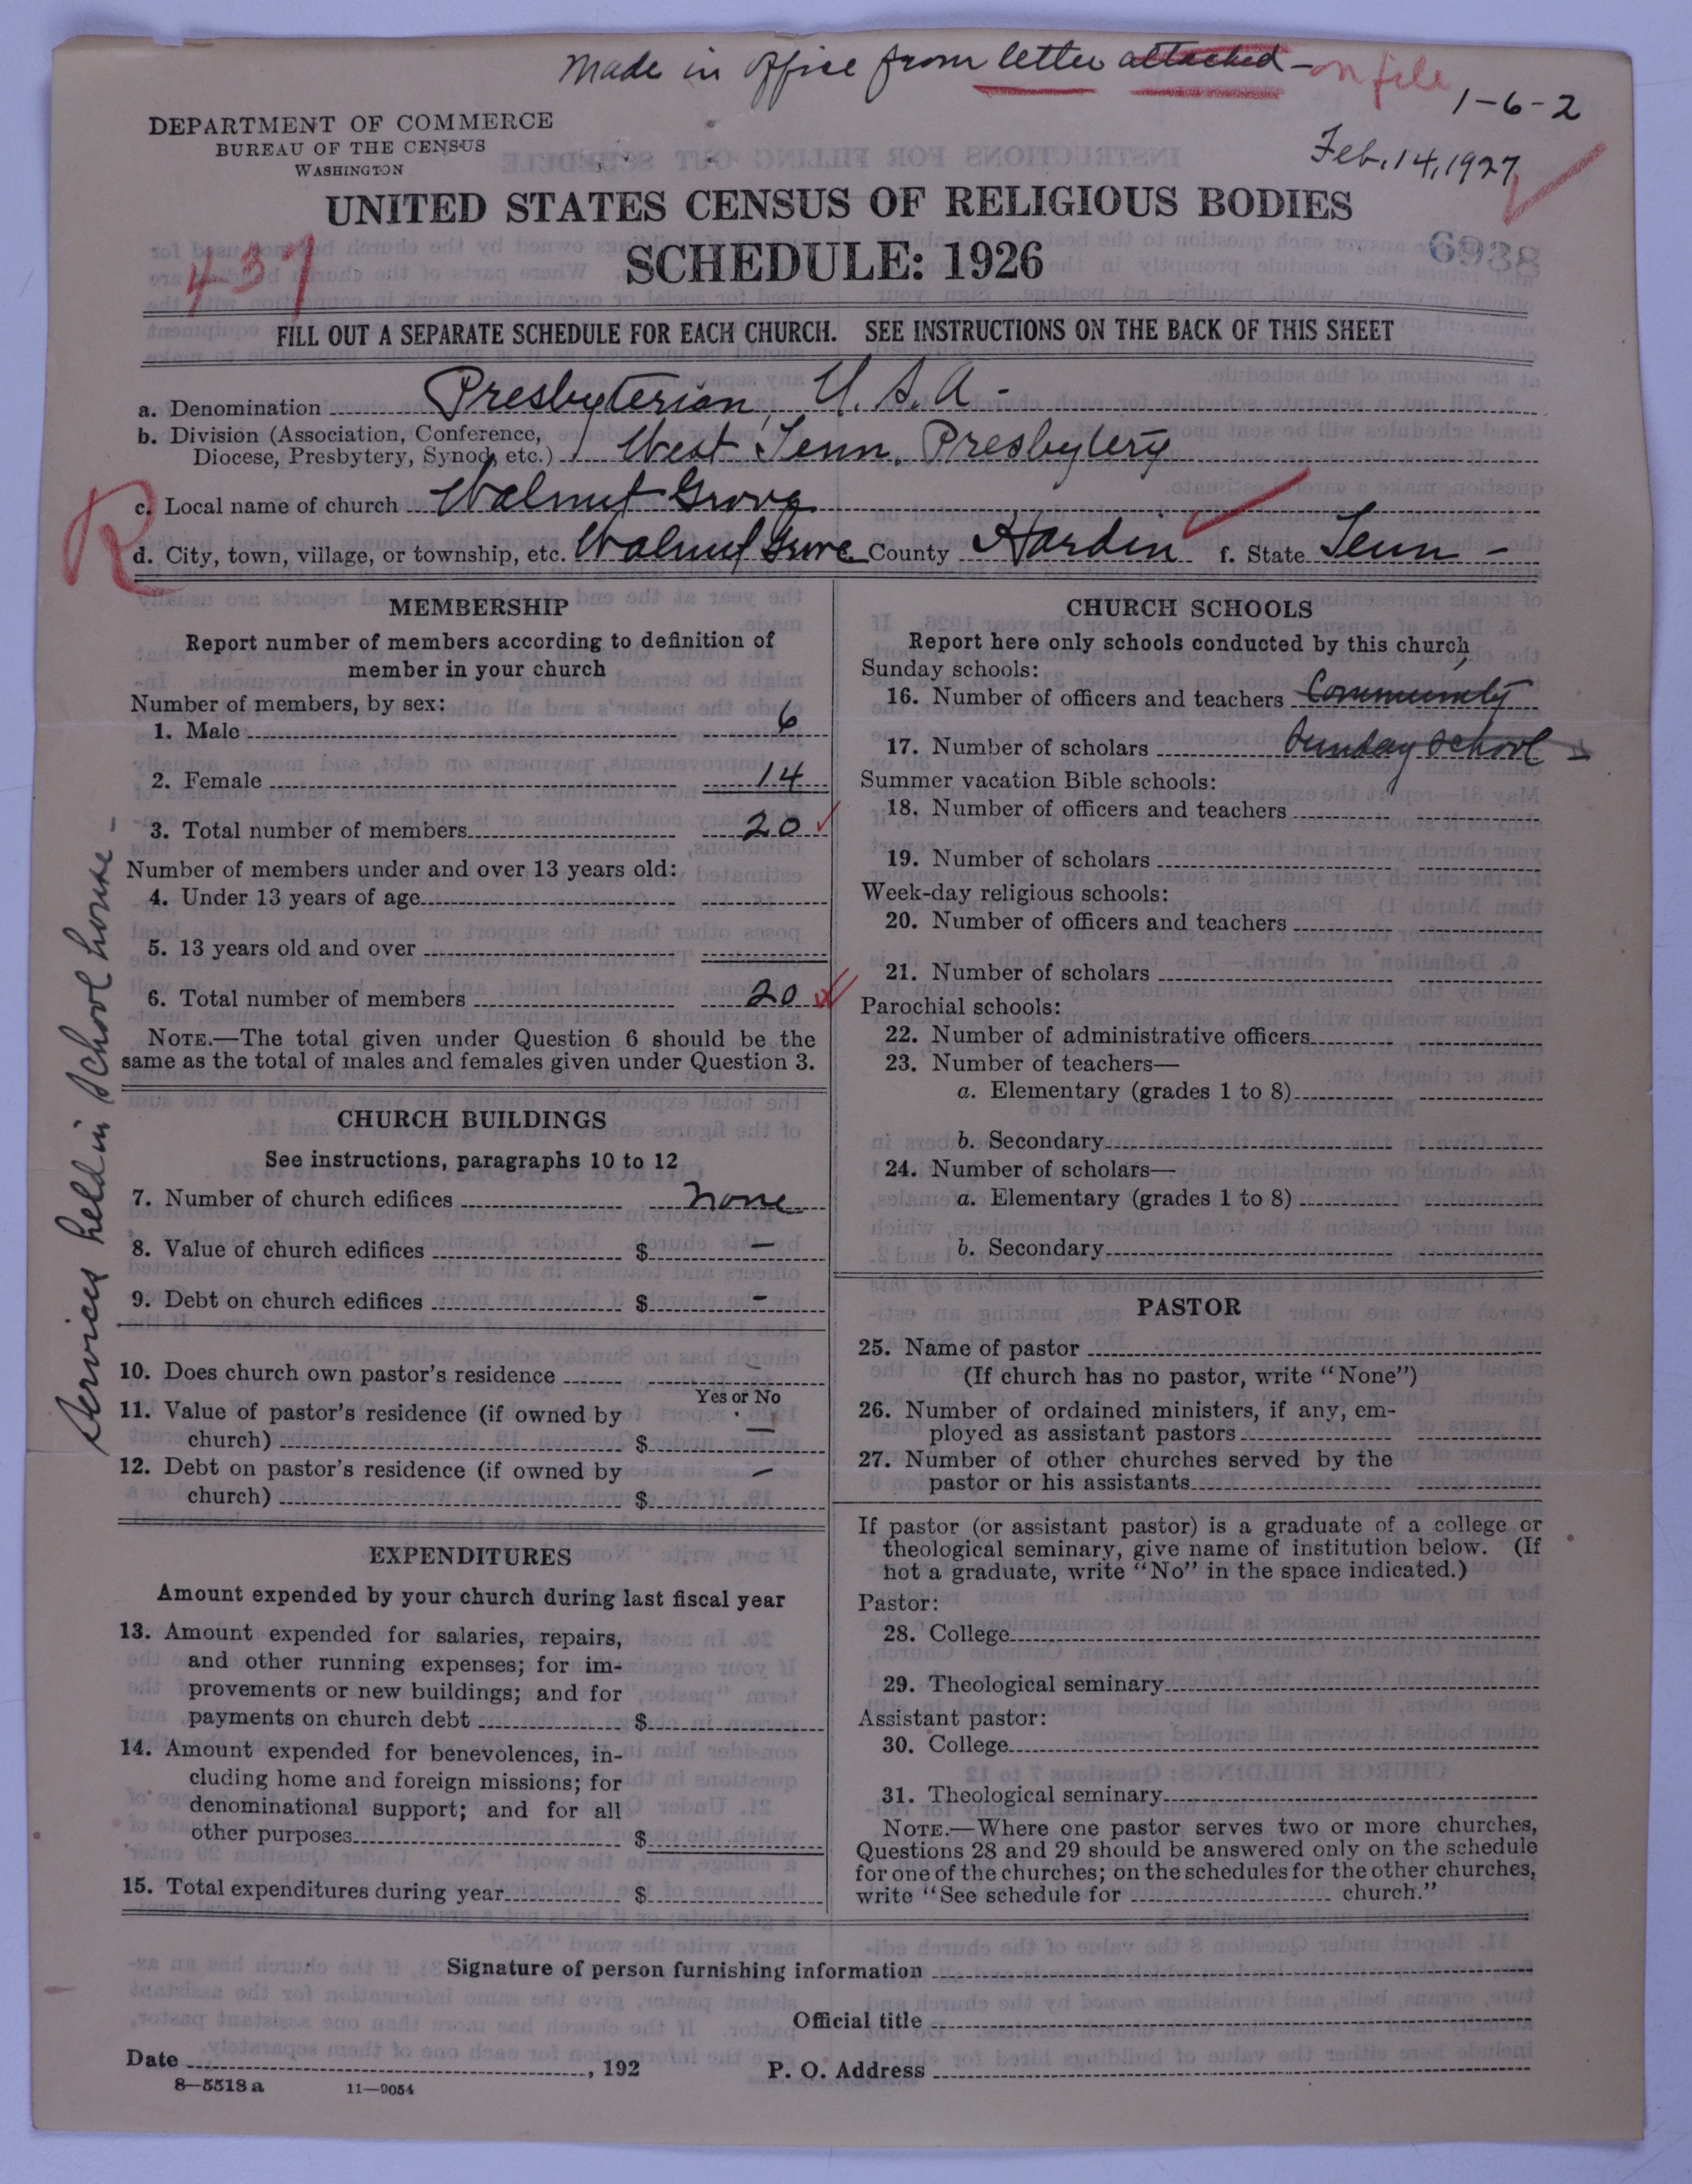 Made in office from letter attached - on file
1-6-2
DEPARTMENT OF COMMERCE
BUREAU OF THE CENSUS
WASHINGTON
Feb. 14, 1927
UNITED STATES CENSUS OF RELIGIOUS BODIES
SCHEDULE: 1926
437
6938
FILL OUT A SEPARATE SCHEDULE FOR EACH CHURCH. SEE INSTRUCTIONS ON THE BACK OF THIS SHEET
a. Denomination Presbyterian, U.S.A -
b. Division (Association, Conference,
Diocese, Presbytery, Synod, etc.) West Tenn. Presbytery
R
c. Local name of church Walnut Grove
d. City, town, village, or township, etc. Walnut Grove County Hardin f. State Tenn -
MEMBERSHIP
Report number of members according to definition of
member in your church
Number of members, by sex:
1. Male 6
2. Female 14
3. Total number of members 20
Number of members under and over 13 years old:
4. Under 13 years of age
5. 13 years old and over
6. Total number of members 20
NOTE.—The total given under Question 6 should be the
same as the total of males and females given under Question 3.
Services held in School house -
CHURCH BUILDINGS
See instructions, paragraphs 10 to 12
7. Number of church edifices none
8. Value of church edifices $ —
9. Debt on church edifices $ -
10. Does church own pastor's residence
Yes or No
11. Value of pastor's residence (if owned by
church) $ —
12. Debt on pastor's residence (if owned by
church) $ —
EXPENDITURES
Amount expended by your church during last fiscal year
13. Amount expended for salaries, repairs,
and other running expenses; for im-
provements or new buildings; and for
payments on church debt $
14. Amount expended for benevolences, in-
cluding home and foreign missions; for
denominational support; and for all
other purposes $
15. Total expenditures during year $
CHURCH SCHOOLS
Report here only schools conducted by this church
Sunday schools:
16. Number of officers and teachers Community
17. Number of scholars Sunday School
Summer vacation Bible schools:
18. Number of officers and teachers
19. Number of scholars
Week-day religious schools:
20. Number of officers and teachers
21. Number of scholars
Parochial schools:
22. Number of administrative officers
23. Number of teachers—
a. Elementary (grades 1 to 8)
b. Secondary
24. Number of scholars—
a. Elementary (grades 1 to 8)
b. Secondary
PASTOR
25. Name of pastor
(If church has no pastor, write "None")
26. Number of ordained ministers, if any, em-
ployed as assistant pastors
27. Number of other churches served by the
pastor or his assistants
If pastor (or assistant pastor) is a graduate of a college or
theological seminary, give name of institution below. (If
not a graduate, write "No" in the space indicated.)
Pastor:
28. College
29. Theological seminary
Assistant pastor:
30. College
31. Theological seminary
NOTE.—Where one pastor serves two or more churches,
Questions 28 and 29 should be answered only on the schedule
for one of the churches; on the schedules for the other churches,
write "See schedule for church."
Signature of person furnishing information
Official title
Date , 192
P. O. Address
8—5518 a 11—9054